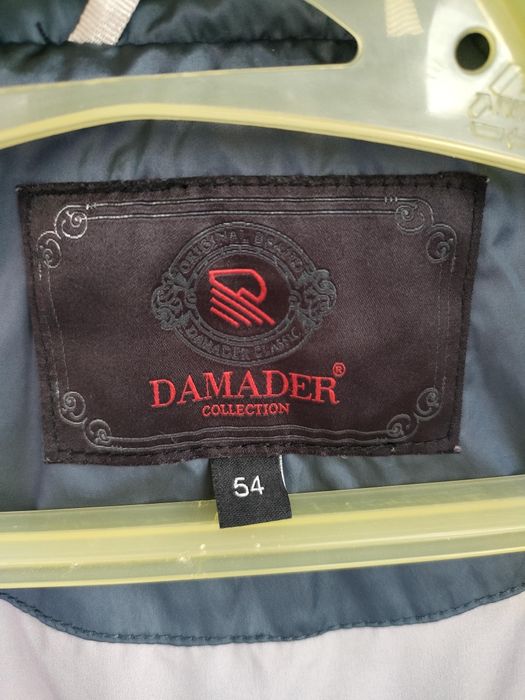 ORIGINAL BRAND
DAMADER CLASSIC
DAMADER®
COLLECTION
54